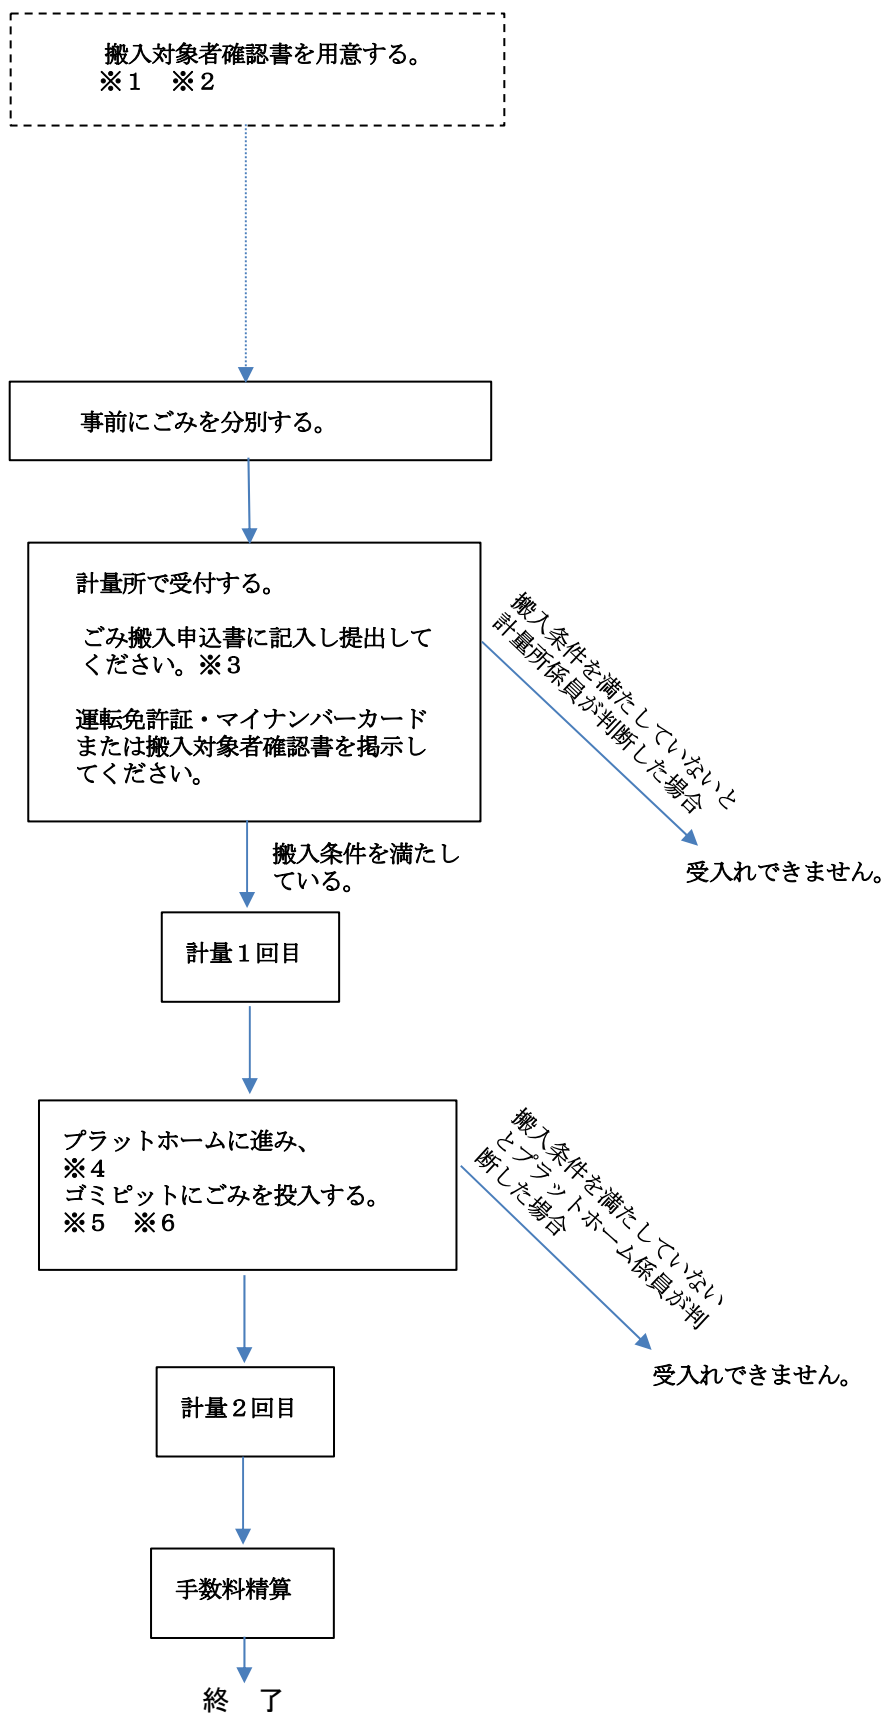 搬入対象者確認書を用意する。
※１　※２
事前にごみを分別する。
計量所で受付する。
ごみ搬入申込書に記入し提出して
ください。※３
運転免許証・マイナンバーカード
または搬入対象者確認書を掲示し
てください。
搬入条件を満たしていないと
計量所係員が判断した場合
受入れできません。
搬入条件を満たし
ている。
計量１回目
プラットホームに進み、
※４
ゴミピットにごみを投入する。
※５　※６
搬入条件を満たしていない
とプラットホーム係員が判
断した場合
受入れできません。
計量２回目
手数料精算
終　了